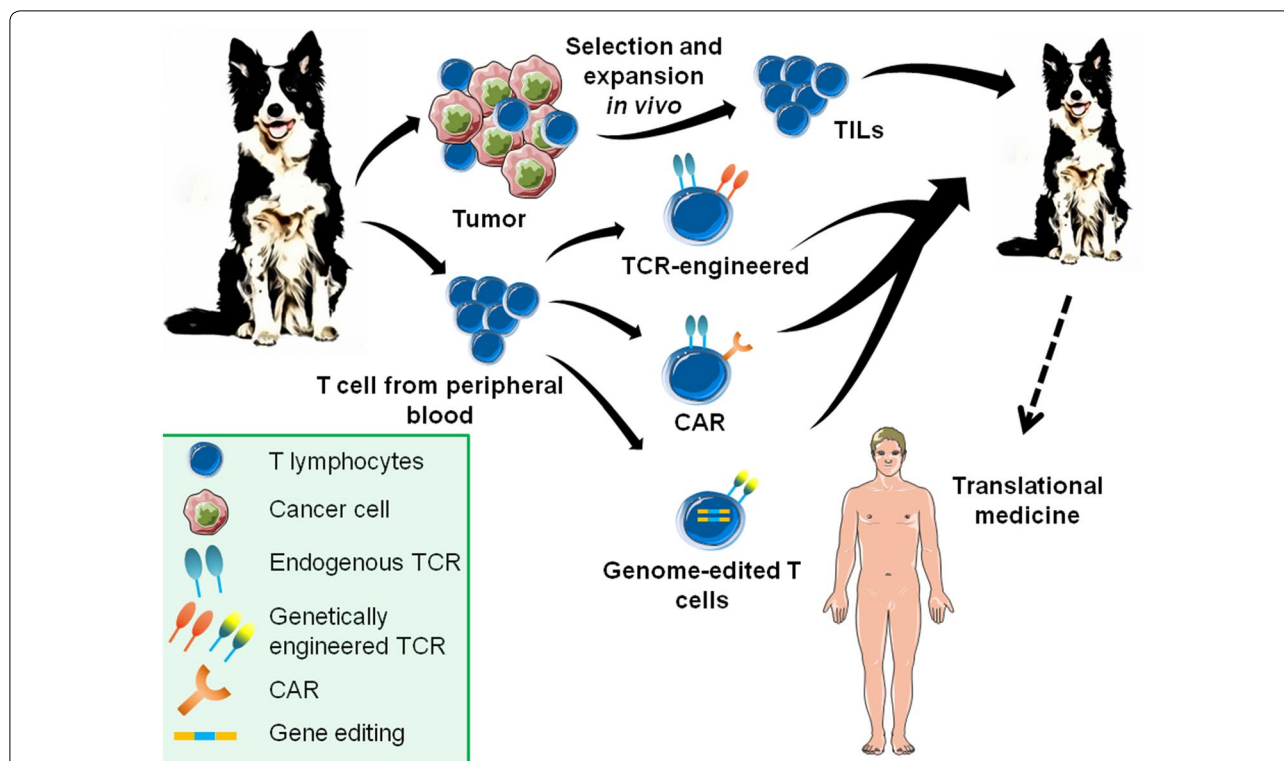 Selection and
expansion
in vivo
TILs
Tumor
TCR-engineered
T cell from peripheral
blood
CAR
Genome-edited T
cells
Translational
medicine
T lymphocytes
Cancer cell
Endogenous TCR
Genetically
engineered TCR
CAR
Gene editing